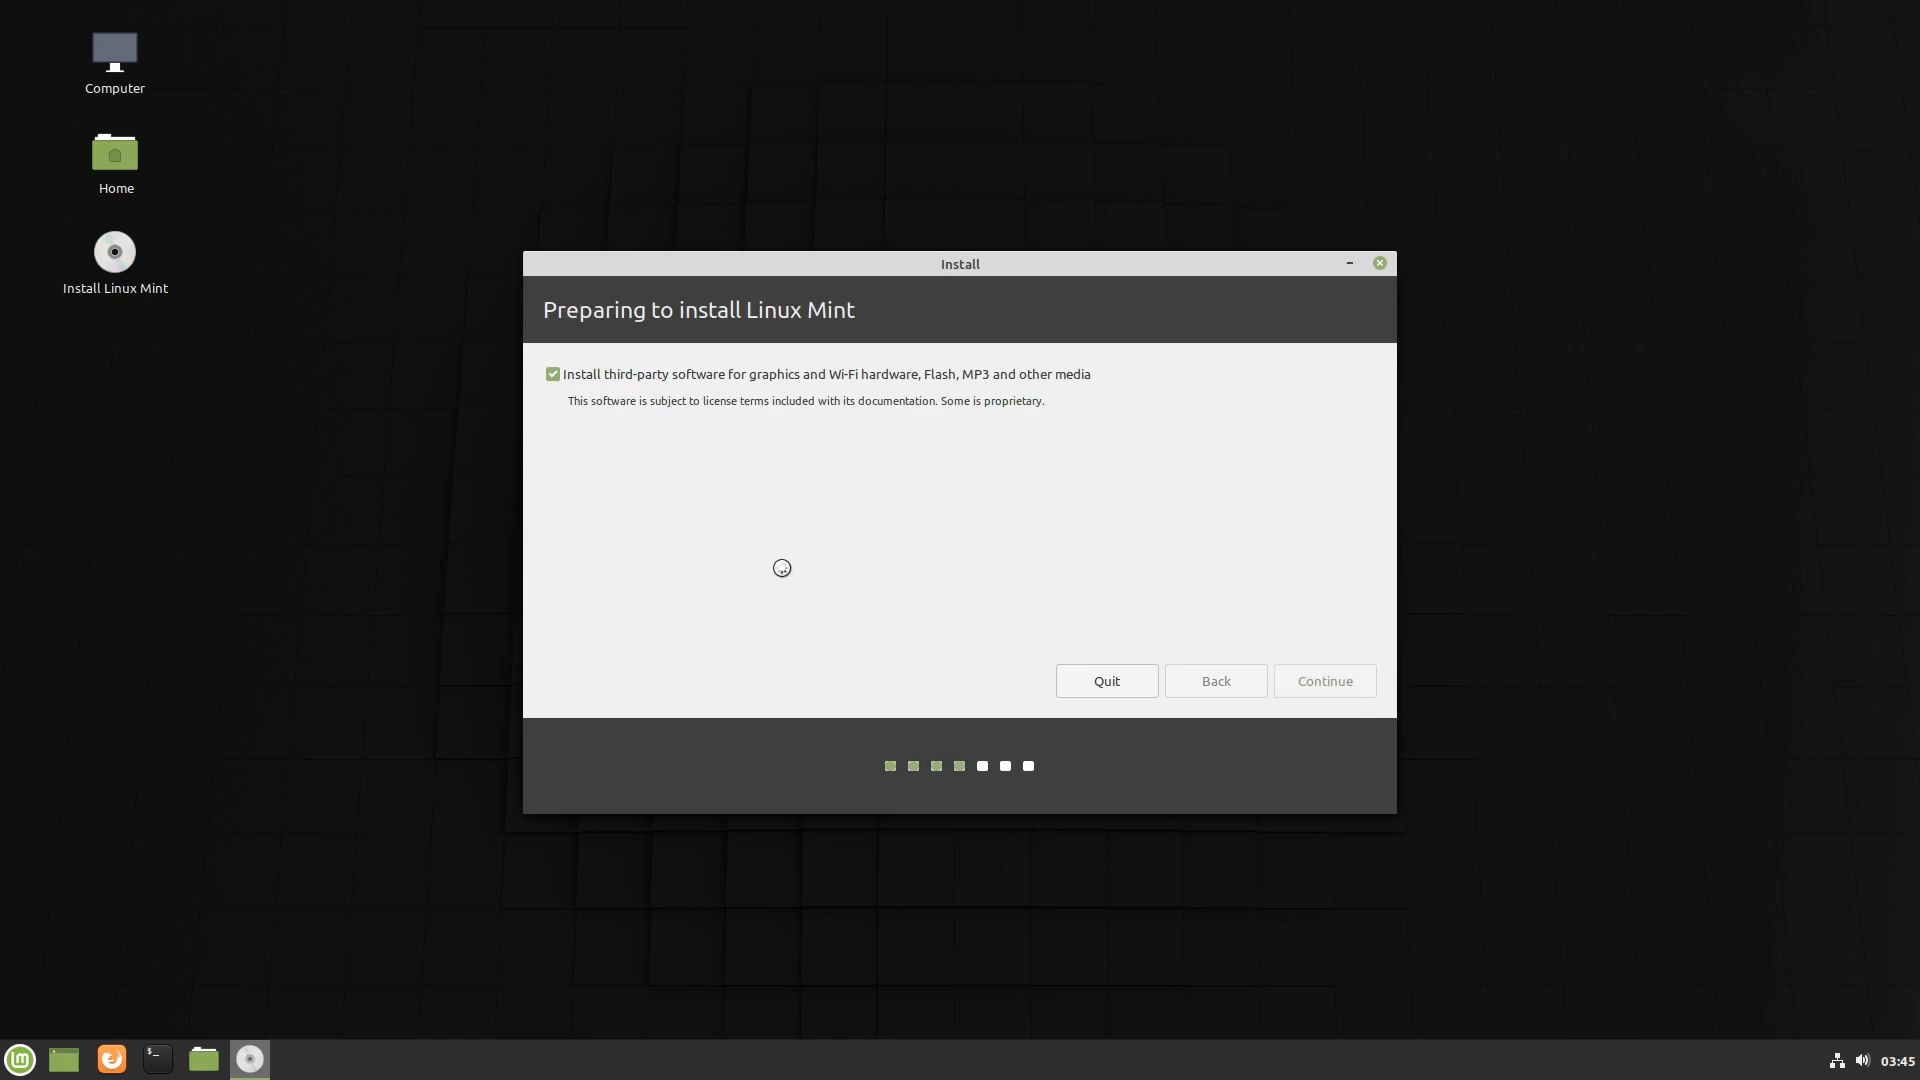 Computer
Home
Install Linux Mint
Install
Preparing to install Linux Mint
Install third-party software for graphics and Wi-Fi hardware, Flash, MP3 and other media
This software is subject to license terms included with its documentation. Some is proprietary.
Quit
Back
Continue
lm
$_
03:45